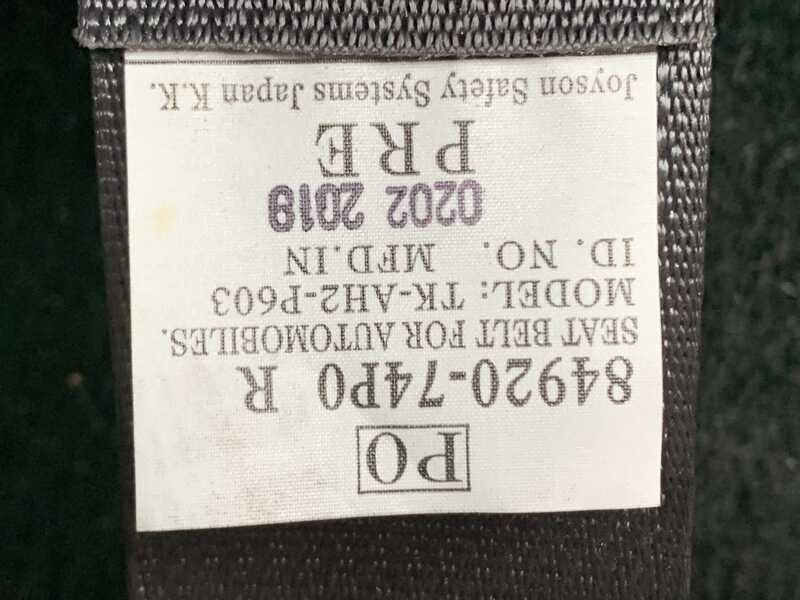 PO
84920-74P0 R
SEAT BELT FOR AUTOMOBILES.
MODEL: TK-AH2-P603
ID. NO. MFD.IN
0202 2019
PRE
Joyson Safety Systems Japan K.K.